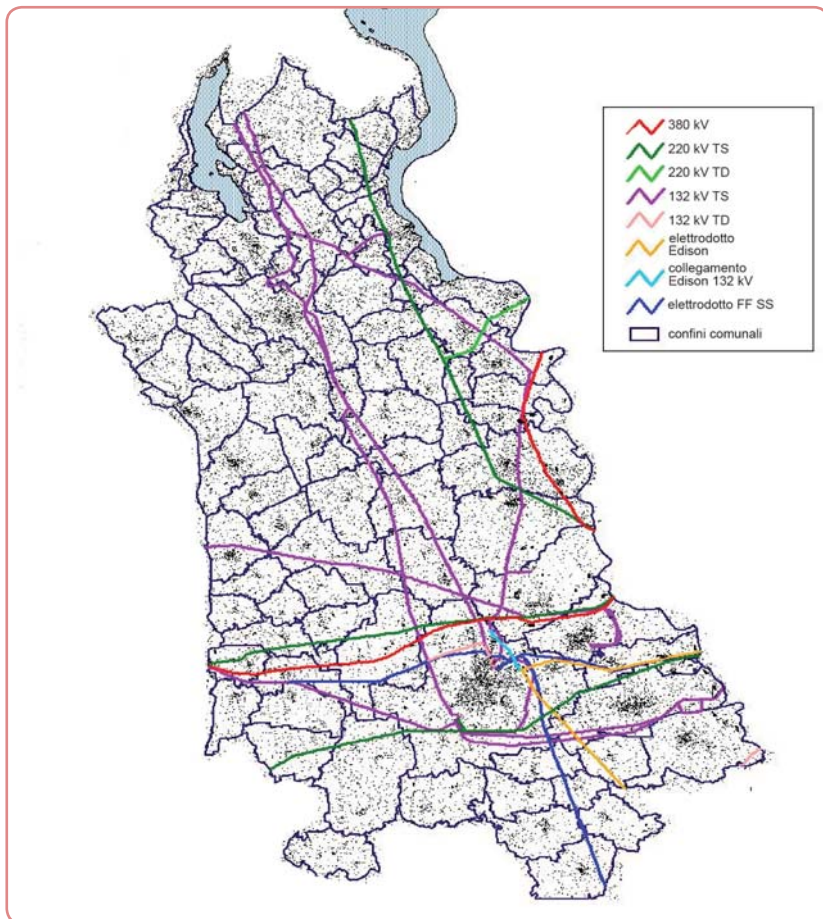 380 kV
220 kV TS
220 kV TD
132 kV TS
132 kV TD
elettrodotto
Edison
collegamento
Edison 132 kV
elettrodotto FF SS
confini comunali